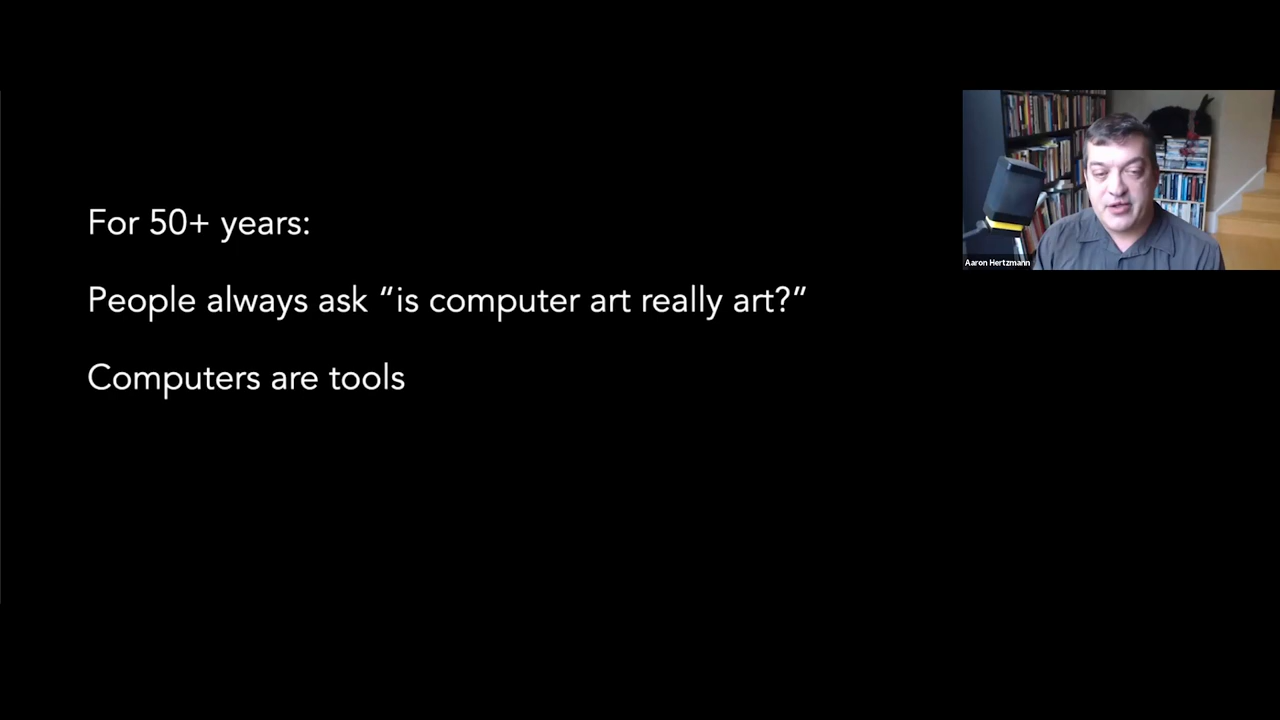 For 50+ years:
People always ask “is computer art really art?”
Computers are tools
Aaron Hertzmann